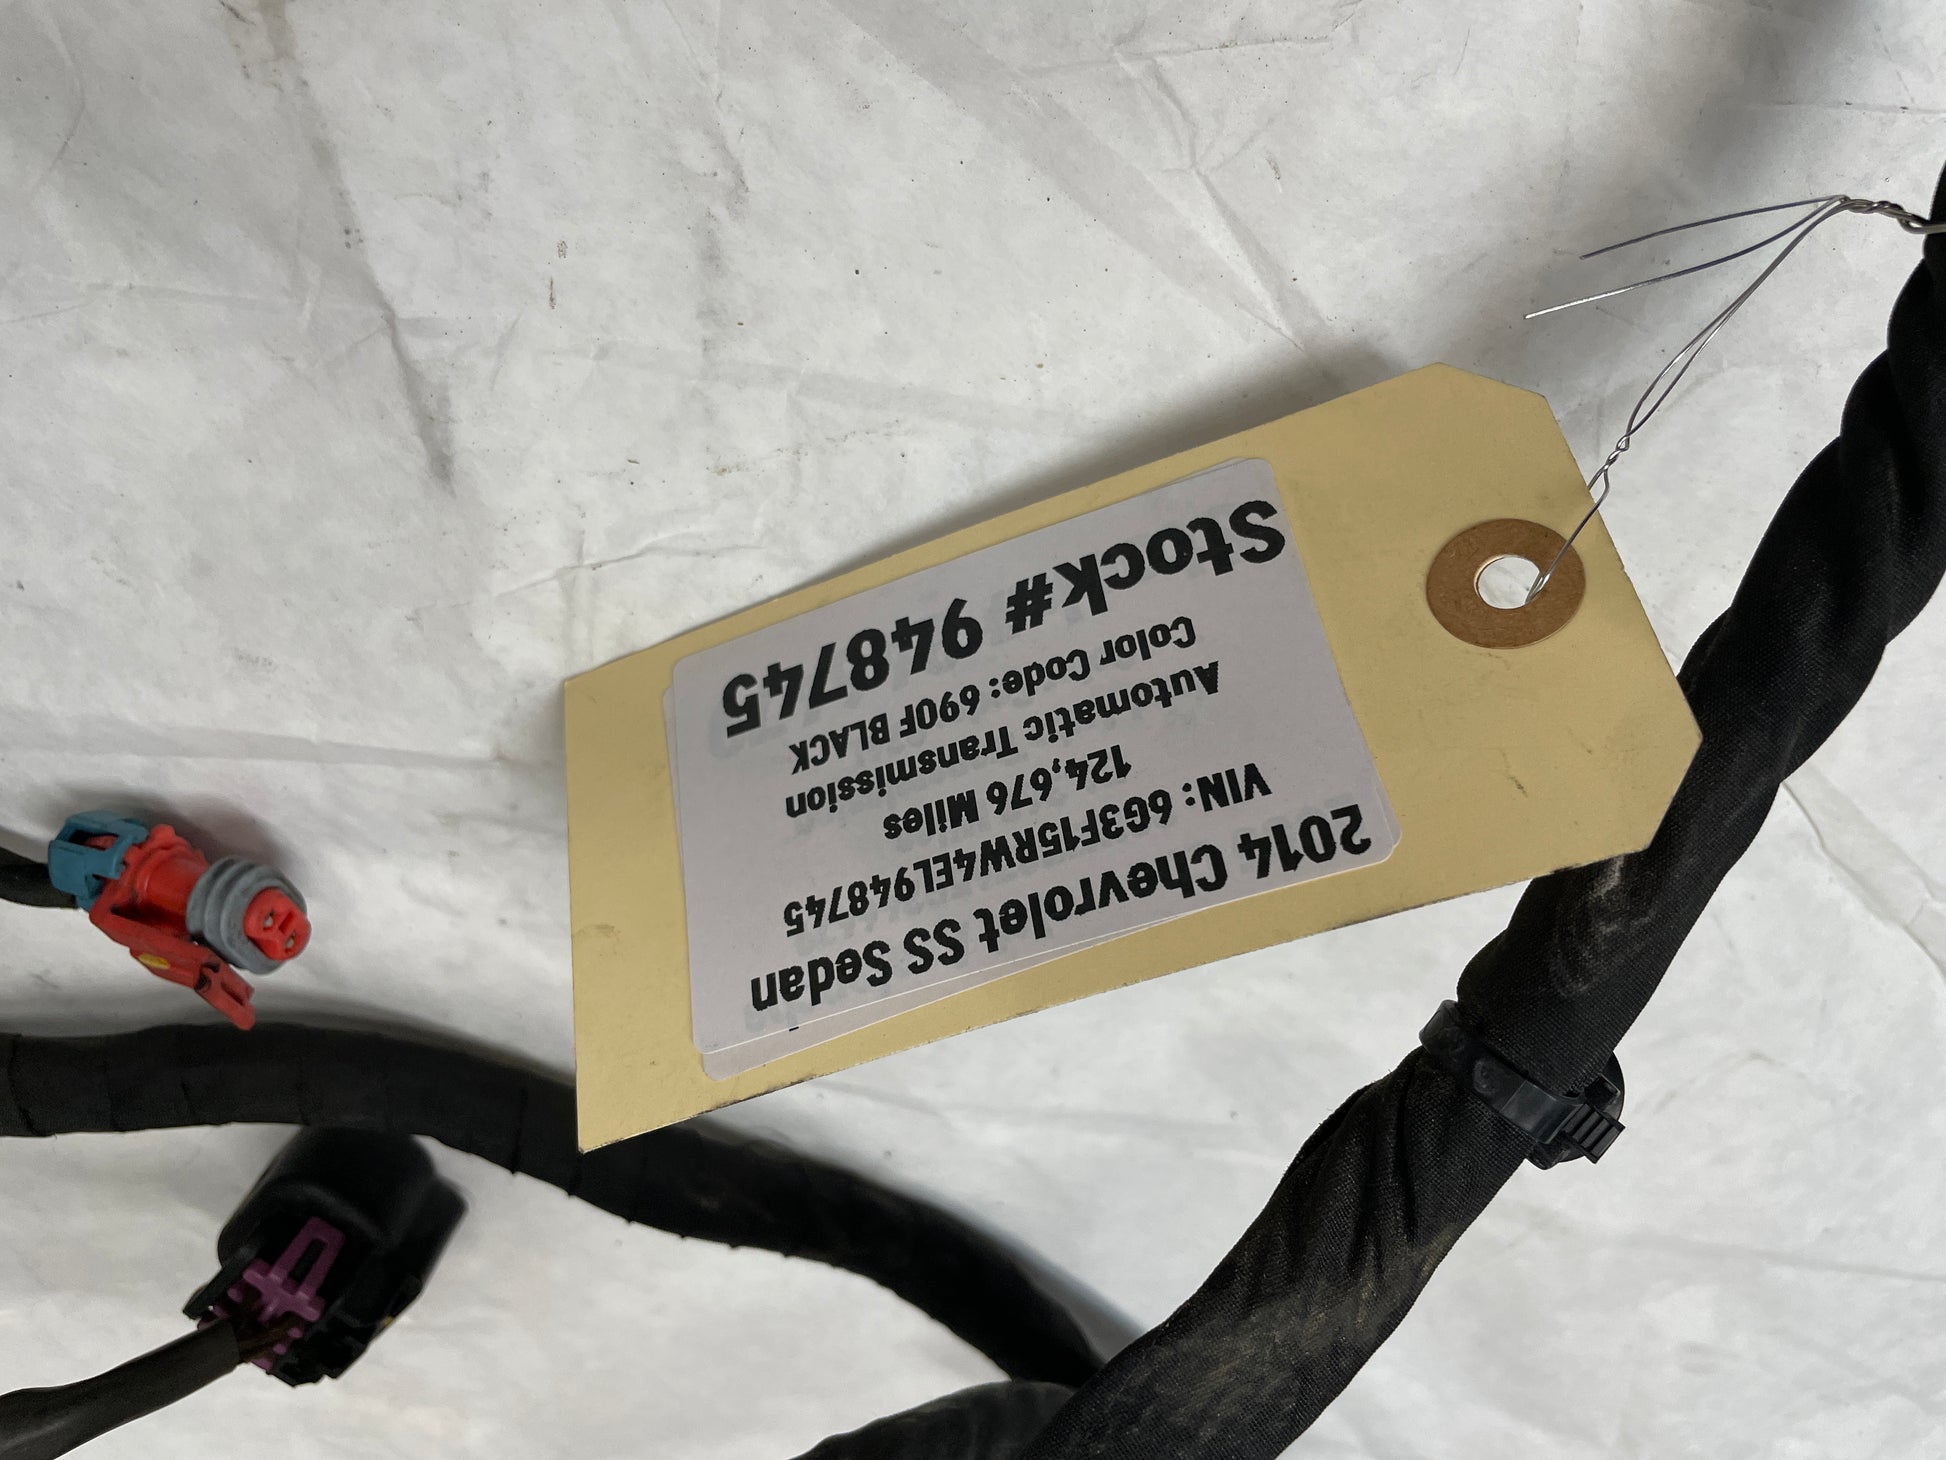 2014 Chevrolet SS Sedan
VIN: 6G3F15RW4EL948745
124,676 Miles
Automatic Transmission
Color Code: 690F BLACK
Stock# 948745